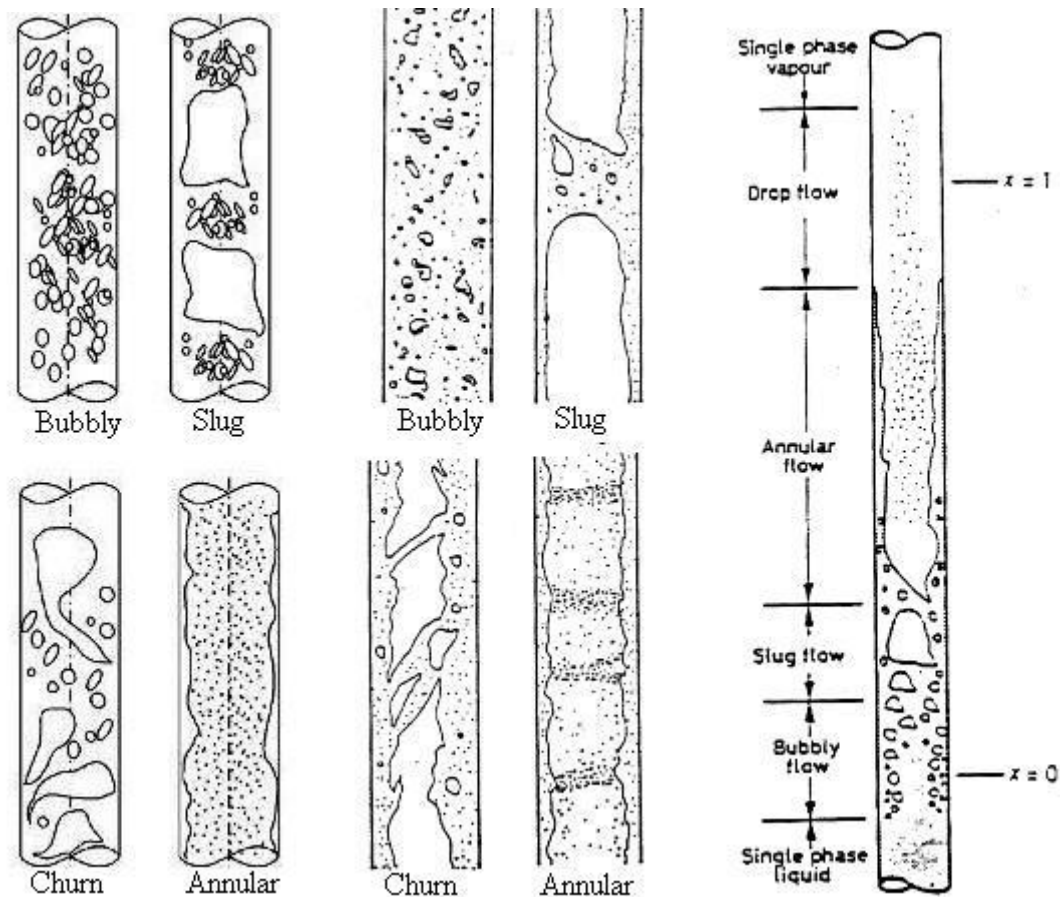 Bubbly
Slug
Churn
Annular
Bubbly
Slug
Churn
Annular
Single phase
vapour
Drop flow
Annular
flow
Slug flow
Bubbly
flow
Single phase
liquid
x = 1
x = 0